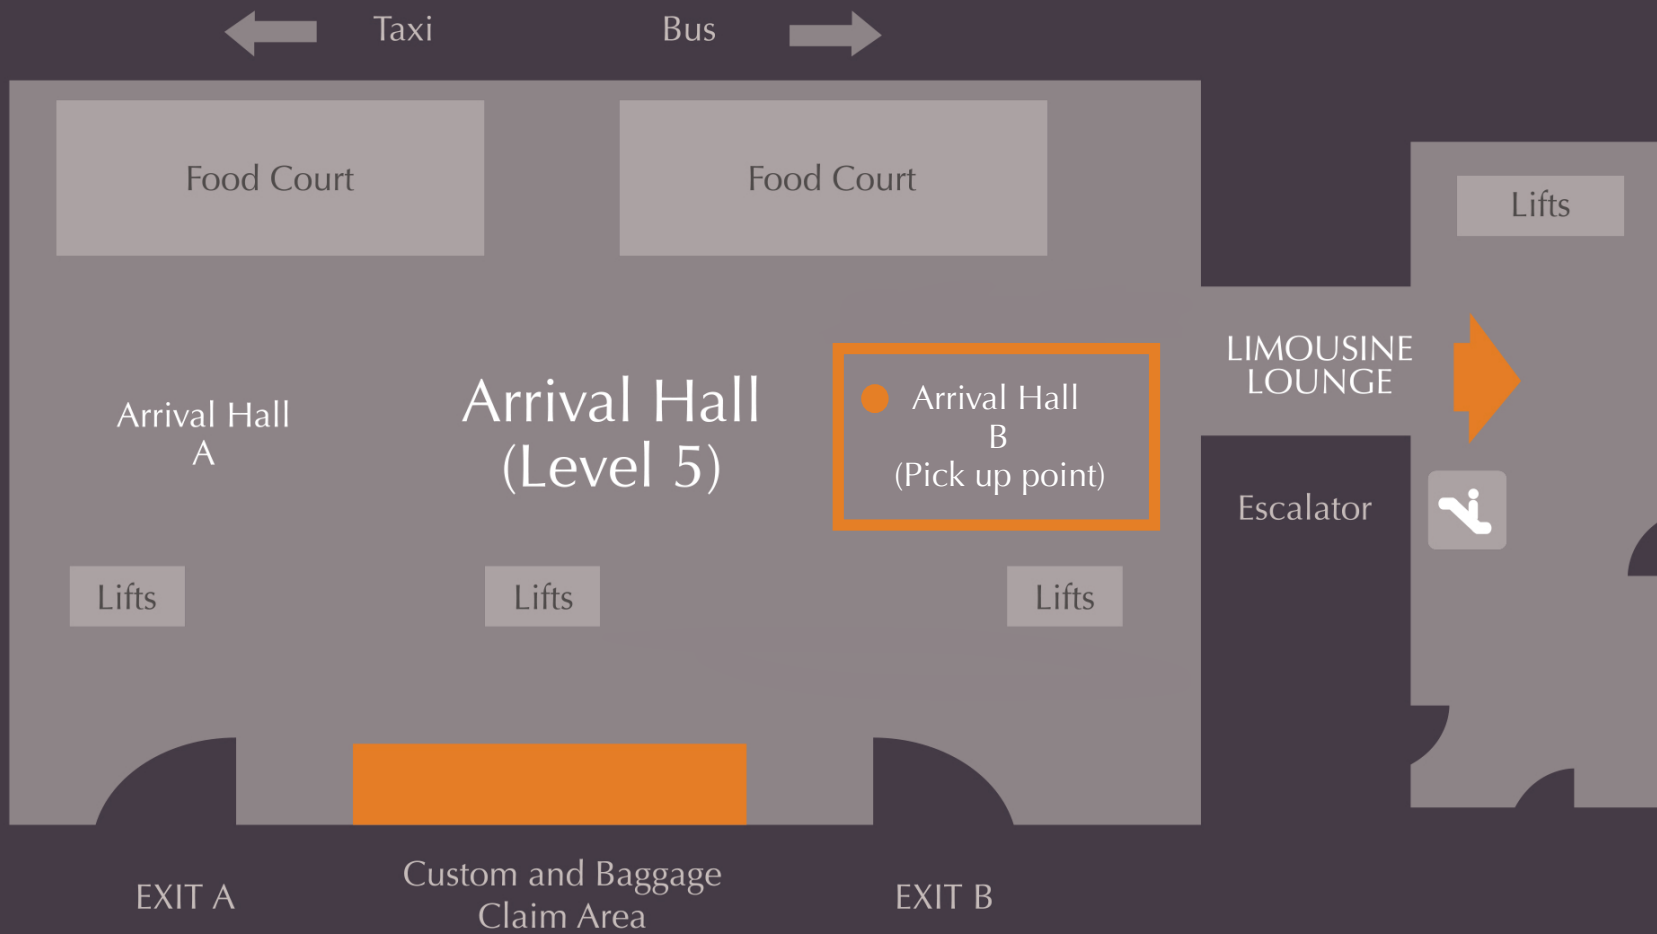 Taxi
Bus
Food Court
Food Court
Lifts
LIMOUSINE
LOUNGE
Arrival Hall
A
Arrival Hall
(Level 5)
Arrival Hall
B
(Pick up point)
Escalator
Lifts
Lifts
Lifts
EXIT A
Custom and Baggage
Claim Area
EXIT B